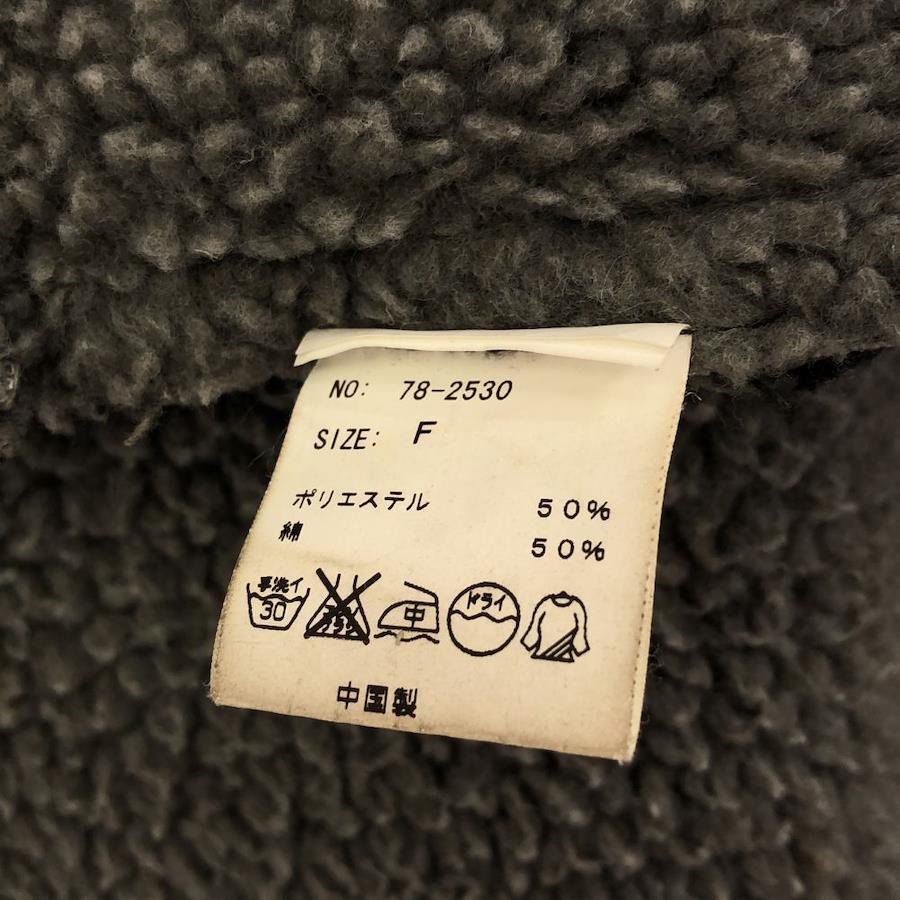 NO: 78-2530
SIZE: F
ポリエステル 50%
綿 50%
手洗イ 30 中 ドライ
中国製